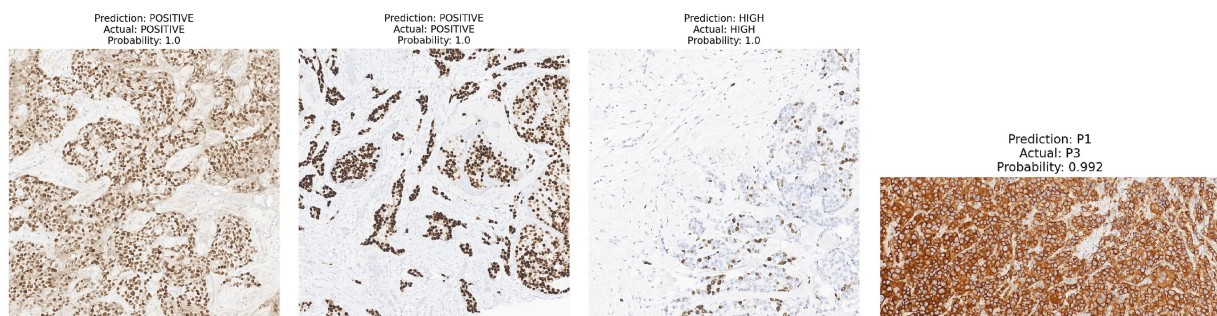 Prediction: POSITIVE
Actual: POSITIVE
Probability: 1.0
Prediction: POSITIVE
Actual: POSITIVE
Probability: 1.0
Prediction: HIGH
Actual: HIGH
Probability: 1.0
Prediction: P1
Actual: P3
Probability: 0.992